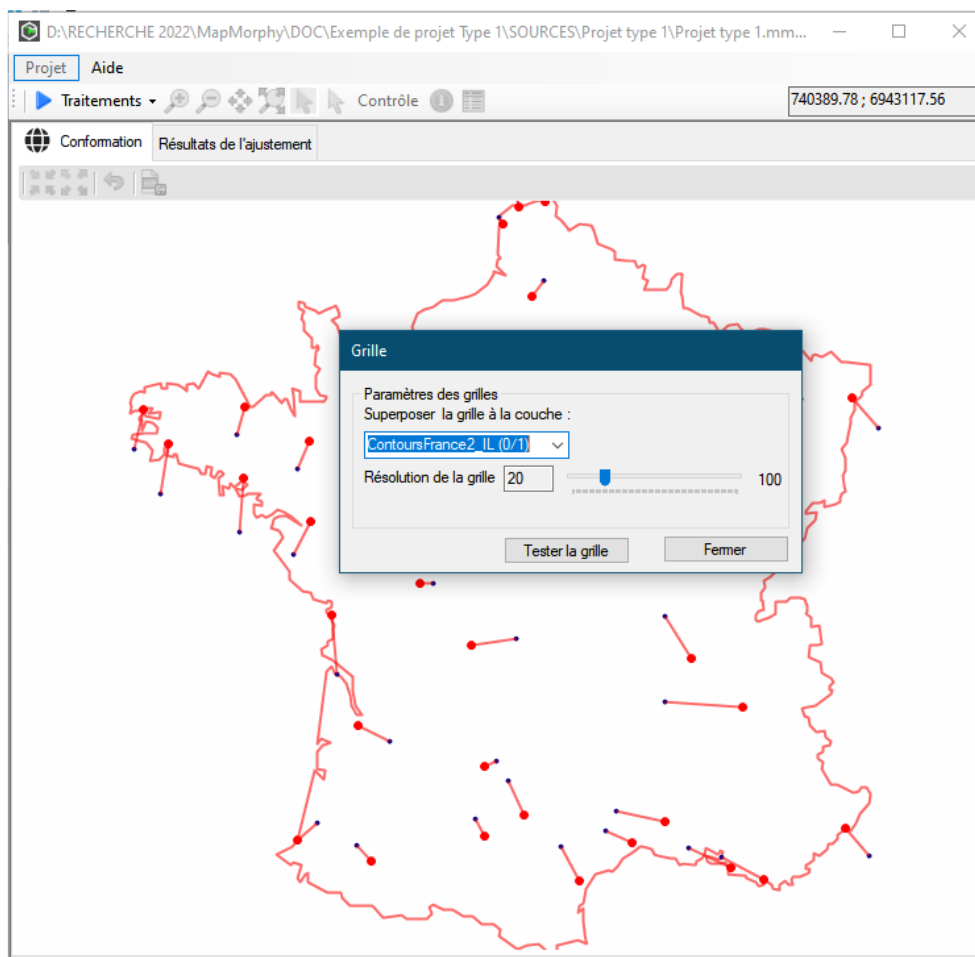 D:\RECHERCHE 2022\MapMorphy\DOC\Exemple de projet Type 1\SOURCES\Projet type 1\Projet type 1.mm...
Projet Aide
Traitements Contrôle 740389.78 ; 6943117.56
Conformation Résultats de l'ajustement
Grille
Paramètres des grilles
Superposer la grille à la couche :
ContoursFrance2_IL (0/1)
Résolution de la grille 20 100
Tester la grille Fermer